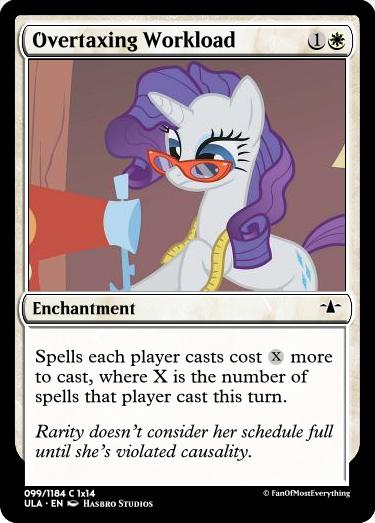 Overtaxing Workload 1
Enchantment
Spells each player casts cost X more
to cast, where X is the number of
spells that player cast this turn.
Rarity doesn't consider her schedule full
until she's violated causality.
099/1184 C 1x14
ULA • EN Hasbro Studios
© FanOfMostEverything